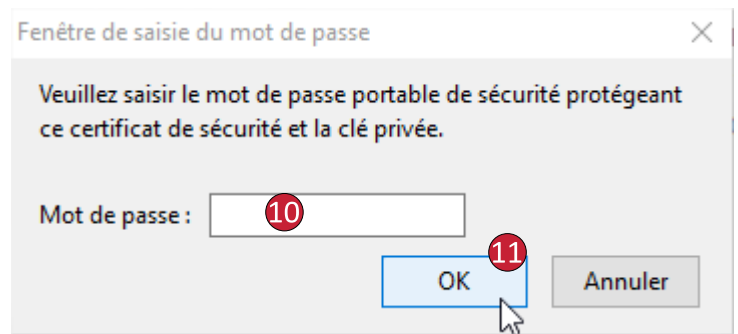 Fenêtre de saisie du mot de passe
Veuillez saisir le mot de passe portable de sécurité protégeant
ce certificat de sécurité et la clé privée.
Mot de passe :
10
11
OK
Annuler